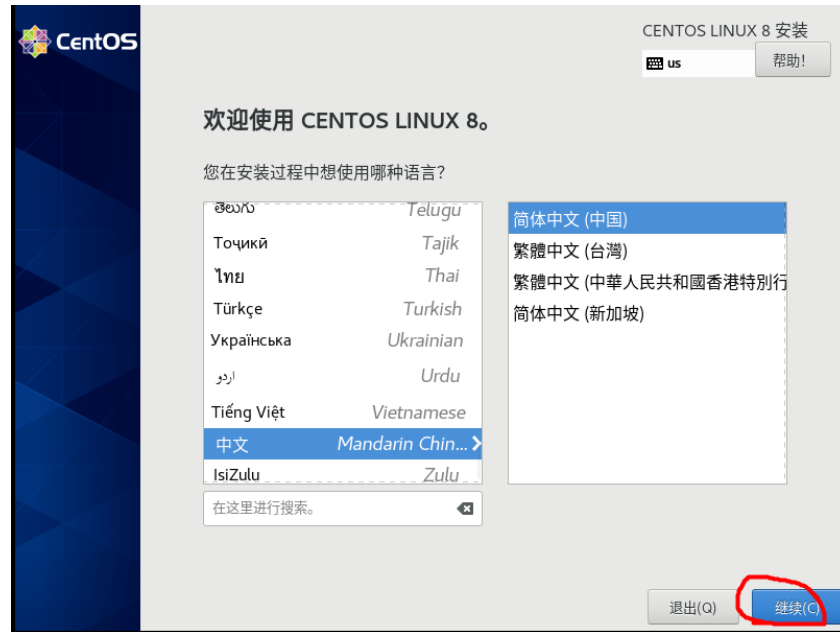 CentOS
CENTOS LINUX 8 安装
us
帮助!
欢迎使用 CENTOS LINUX 8。
您在安装过程中想使用哪种语言？
తెలుగు Telugu
Тоҷикӣ Tajik
ไทย Thai
Türkçe Turkish
Українська Ukrainian
اردو Urdu
Tiếng Việt Vietnamese
中文 Mandarin Chin...
IsiZulu Zulu
简体中文 (中国)
繁體中文 (台灣)
繁體中文 (中華人民共和國香港特別行
简体中文 (新加坡)
在这里进行搜索。
退出(Q)
继续(C)